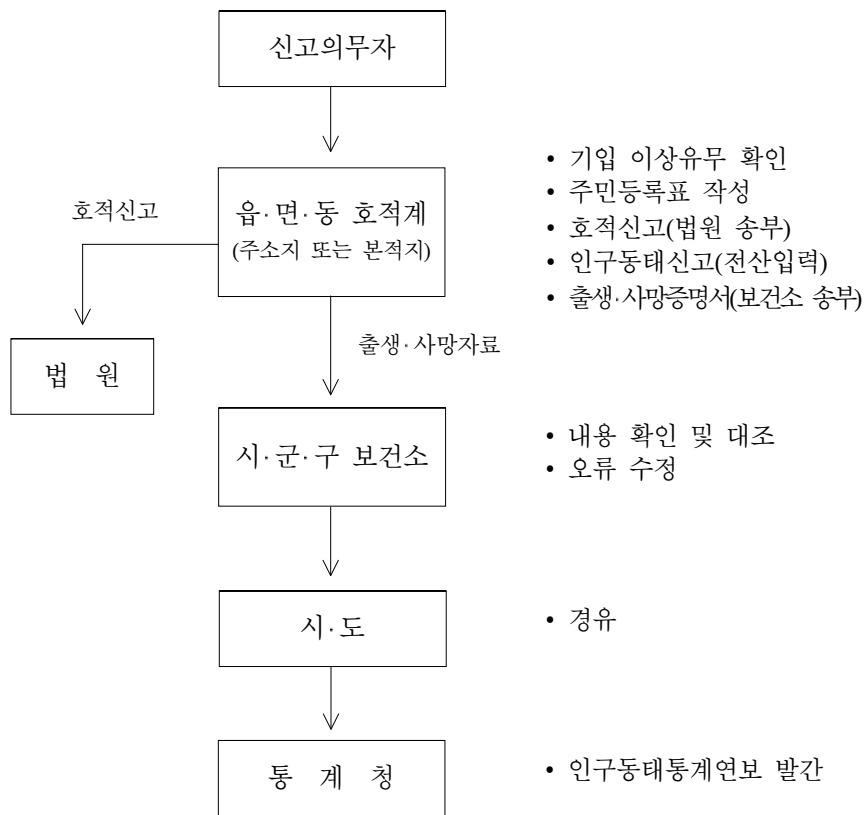 신고의무자
읍·면·동 호적계
(주소지 또는 본적지)
• 기입 이상유무 확인
• 주민등록표 작성
• 호적신고(법원 송부)
• 인구동태신고(전산입력)
• 출생·사망증명서(보건소 송부)
호적신고
법 원
출생·사망자료
시·군·구 보건소
• 내용 확인 및 대조
• 오류 수정
시·도
• 경유
통 계 청
• 인구동태통계연보 발간